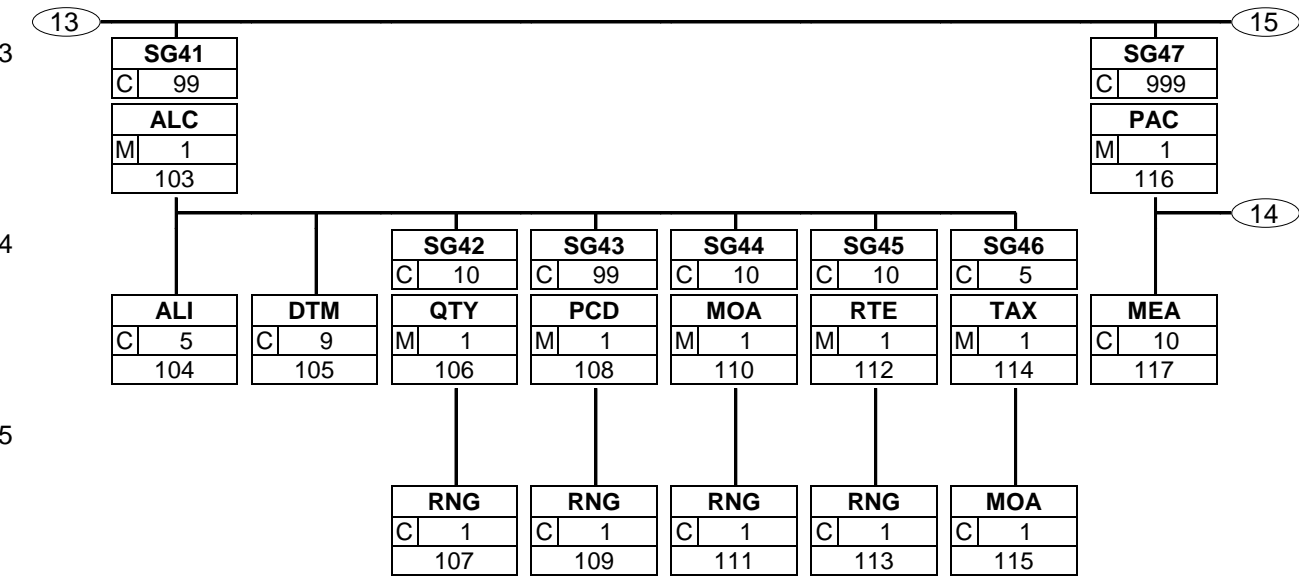 13
15
3
SG41
SG47
C 99
C 999
ALC
PAC
M 1
M 1
103
116
14
4
SG42
SG43
SG44
SG45
SG46
C 10
C 99
C 10
C 10
C 5
ALI
DTM
QTY
PCD
MOA
RTE
TAX
MEA
C 5
C 9
M 1
M 1
M 1
M 1
M 1
C 10
104
105
106
108
110
112
114
117
5
RNG
RNG
RNG
RNG
MOA
C 1
C 1
C 1
C 1
C 1
107
109
111
113
115